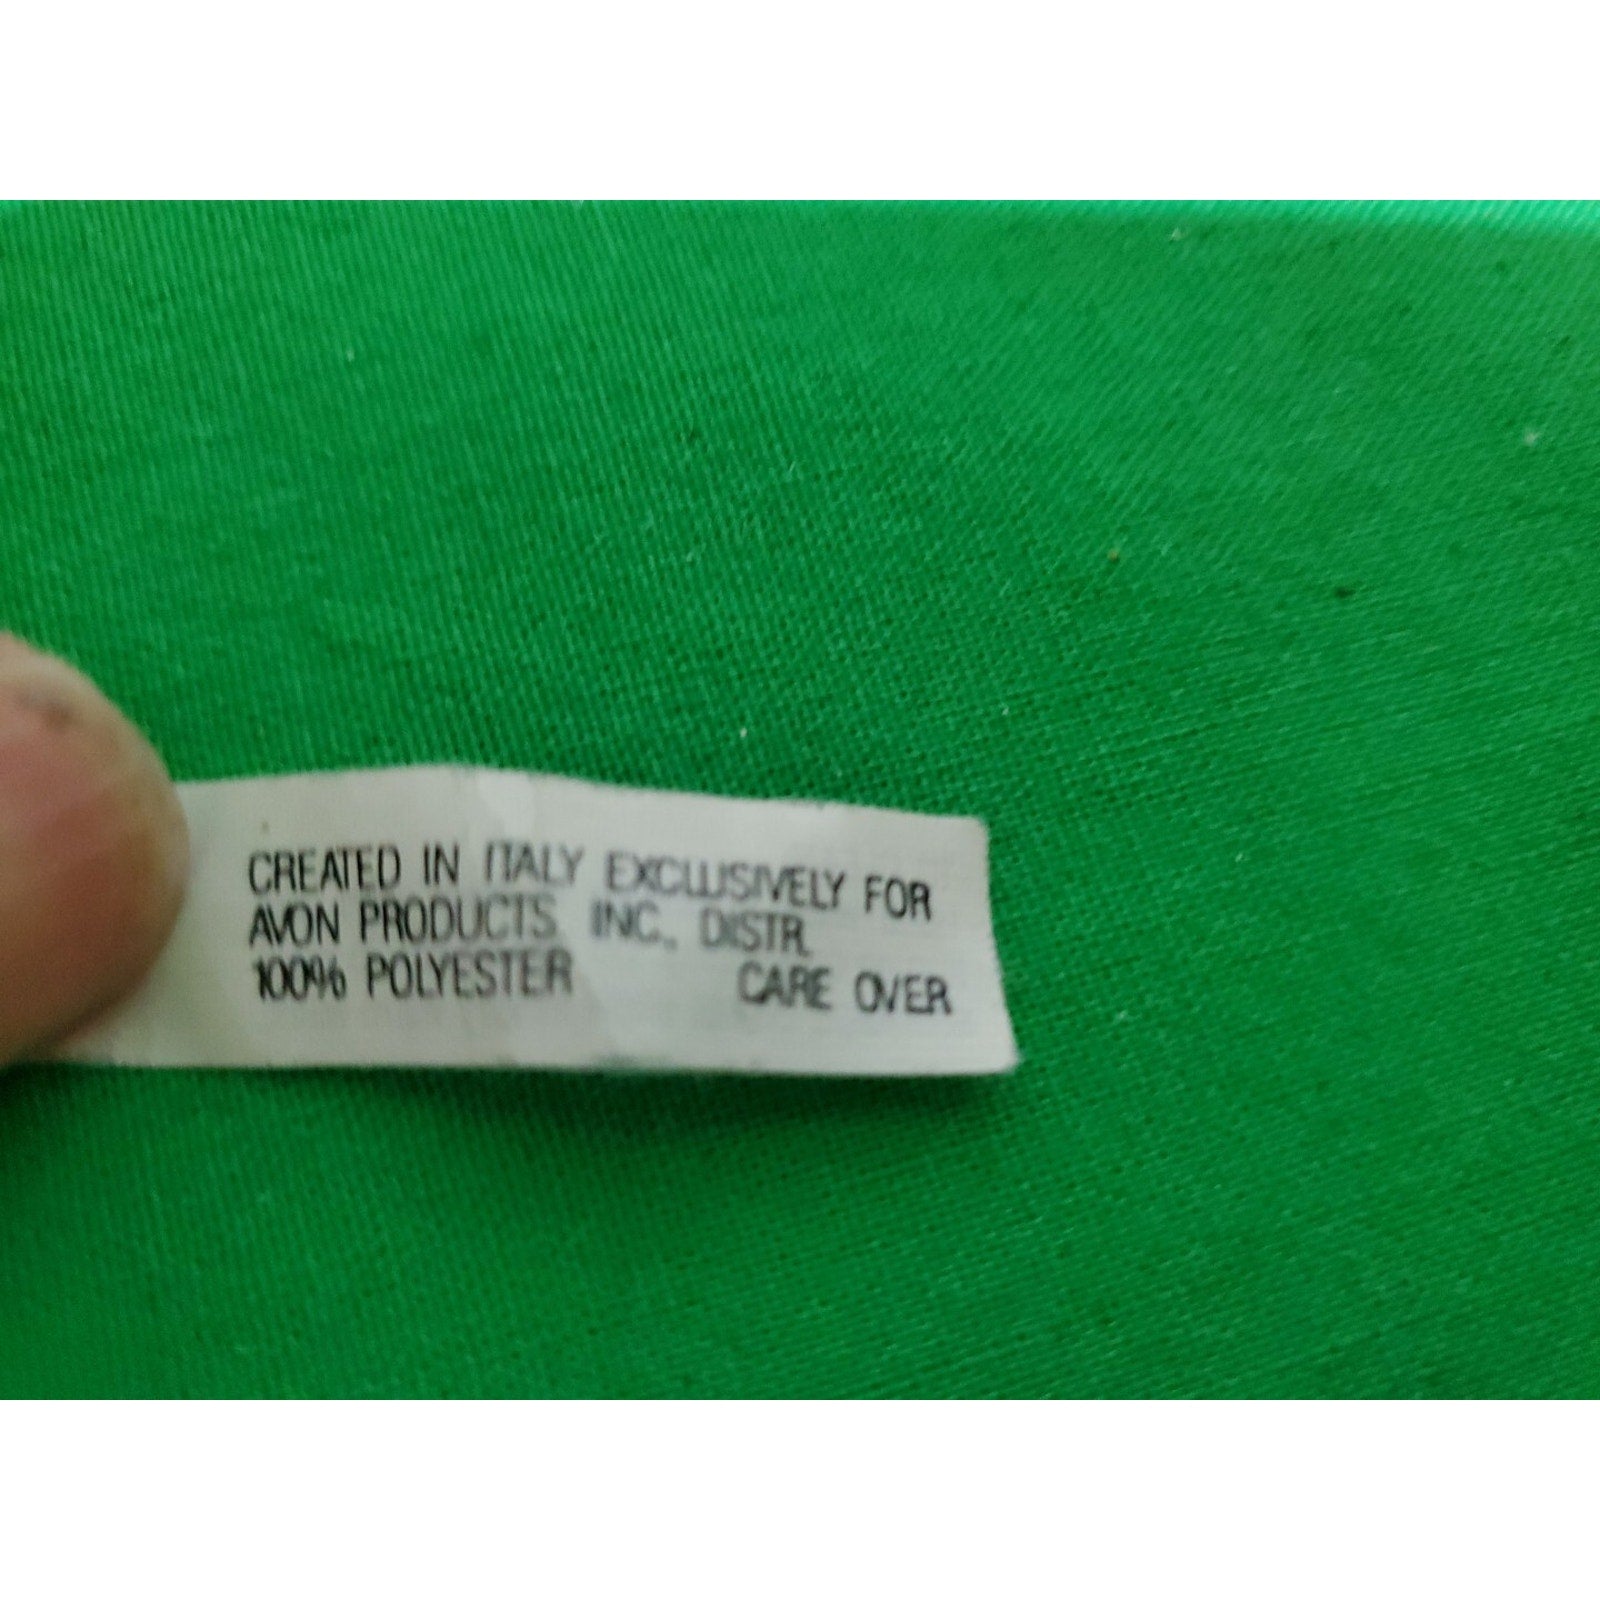 CREATED IN ITALY EXCLUSIVELY FOR
AVON PRODUCTS INC., DISTR.
100% POLYESTER CARE OVER